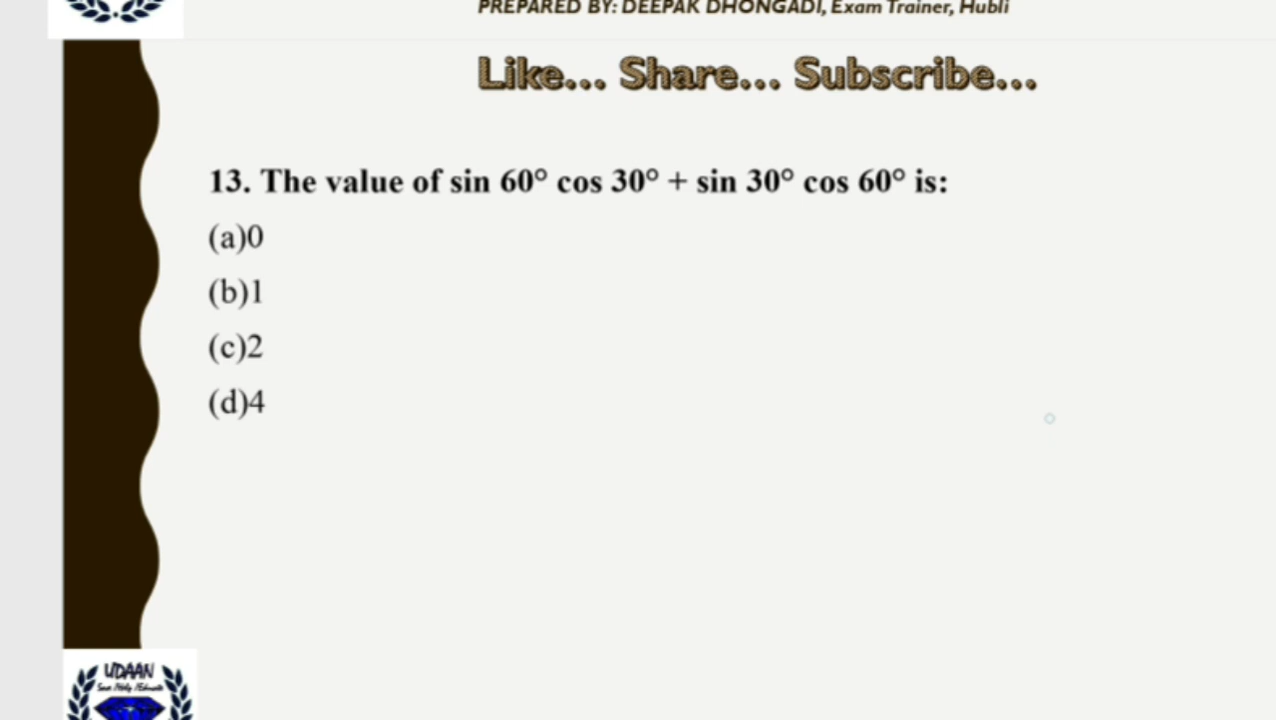 PREPARED BY: DEEPAK DHONGADI, Exam Trainer, Hubli
Like... Share... Subscribe...
13. The value of sin 60° cos 30° + sin 30° cos 60° is:
(a)0
(b)1
(c)2
(d)4
UDAAN